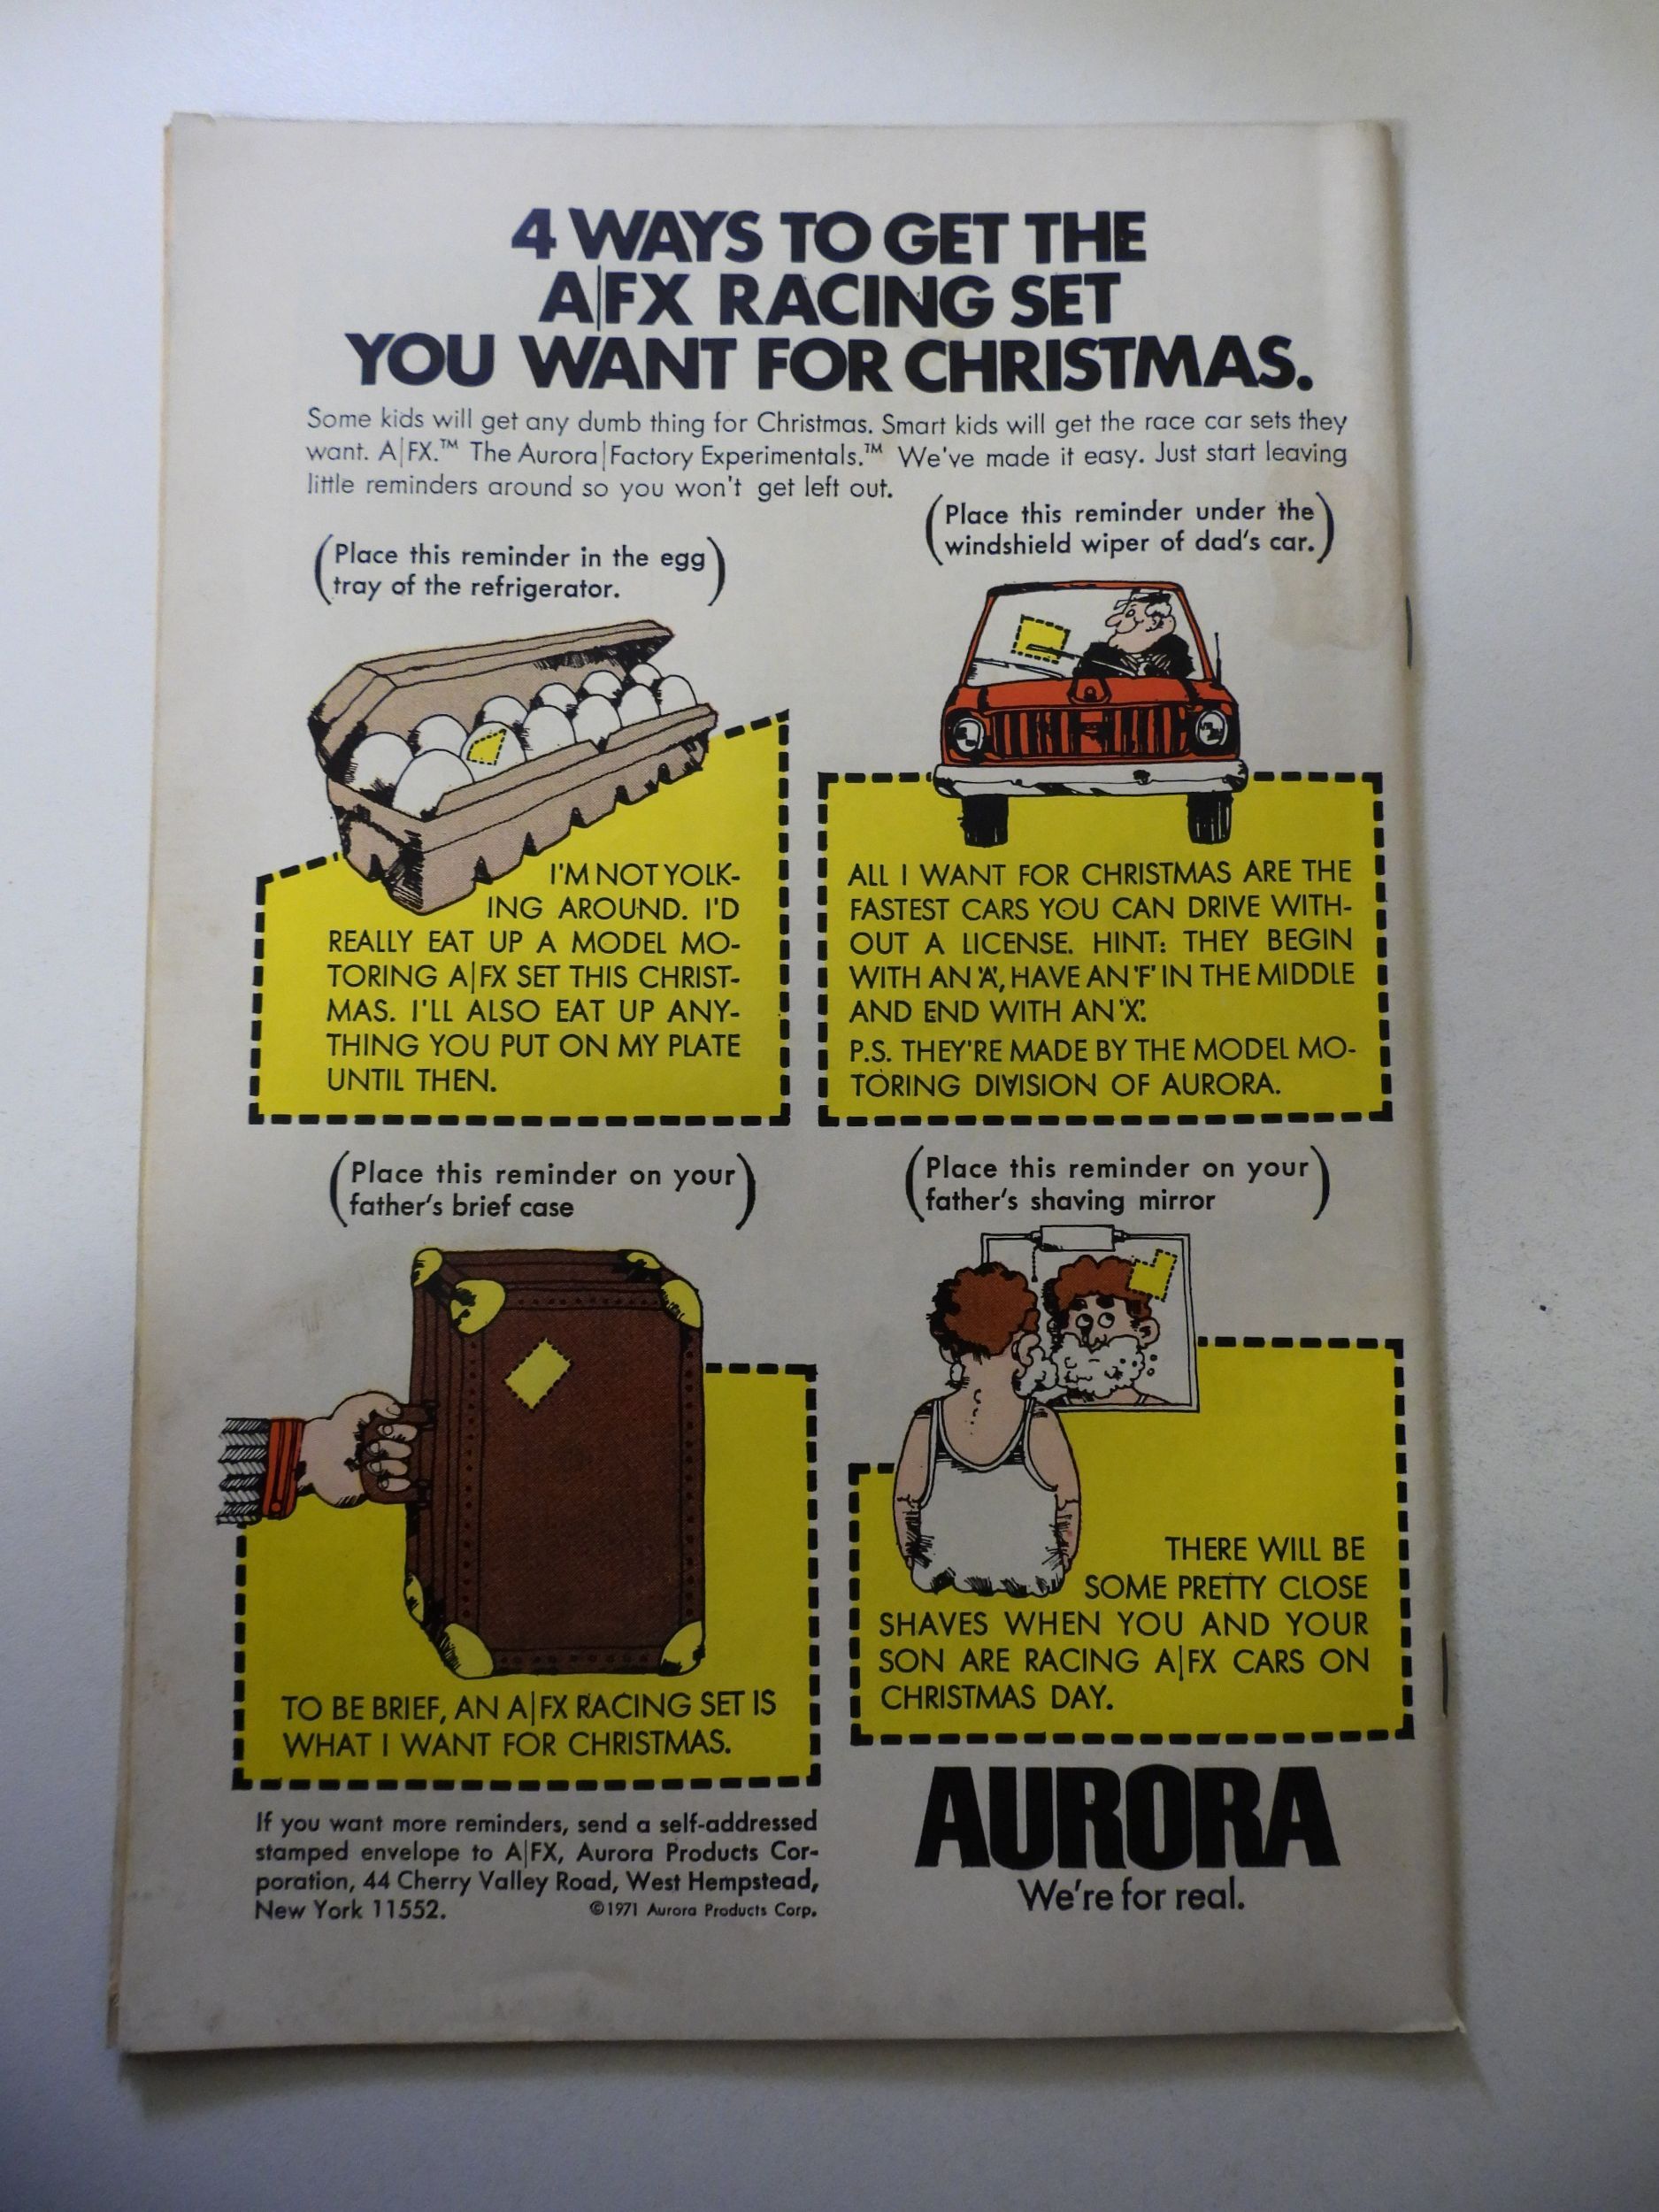 4 WAYS TO GET THE
A|FX RACING SET
YOU WANT FOR CHRISTMAS.
Some kids will get any dumb thing for Christmas. Smart kids will get the race car sets they
want. A|FX.™ The Aurora|Factory Experimentals.™ We've made it easy. Just start leaving
little reminders around so you won't get left out.
(Place this reminder in the egg
tray of the refrigerator.)
I'M NOT YOLK-
ING AROUND. I'D
REALLY EAT UP A MODEL MO-
TORING A|FX SET THIS CHRIST-
MAS. I'LL ALSO EAT UP ANY-
THING YOU PUT ON MY PLATE
UNTIL THEN.
(Place this reminder under the
windshield wiper of dad's car.)
ALL I WANT FOR CHRISTMAS ARE THE
FASTEST CARS YOU CAN DRIVE WITH-
OUT A LICENSE. HINT: THEY BEGIN
WITH AN 'A', HAVE AN 'F' IN THE MIDDLE
AND END WITH AN 'X'.
P.S. THEY'RE MADE BY THE MODEL MO-
TORING DIVISION OF AURORA.
(Place this reminder on your
father's brief case)
TO BE BRIEF, AN A|FX RACING SET IS
WHAT I WANT FOR CHRISTMAS.
(Place this reminder on your
father's shaving mirror)
THERE WILL BE
SOME PRETTY CLOSE
SHAVES WHEN YOU AND YOUR
SON ARE RACING A|FX CARS ON
CHRISTMAS DAY.
If you want more reminders, send a self-addressed
stamped envelope to A|FX, Aurora Products Cor-
poration, 44 Cherry Valley Road, West Hempstead,
New York 11552. ©1971 Aurora Products Corp.
AURORA
We're for real.